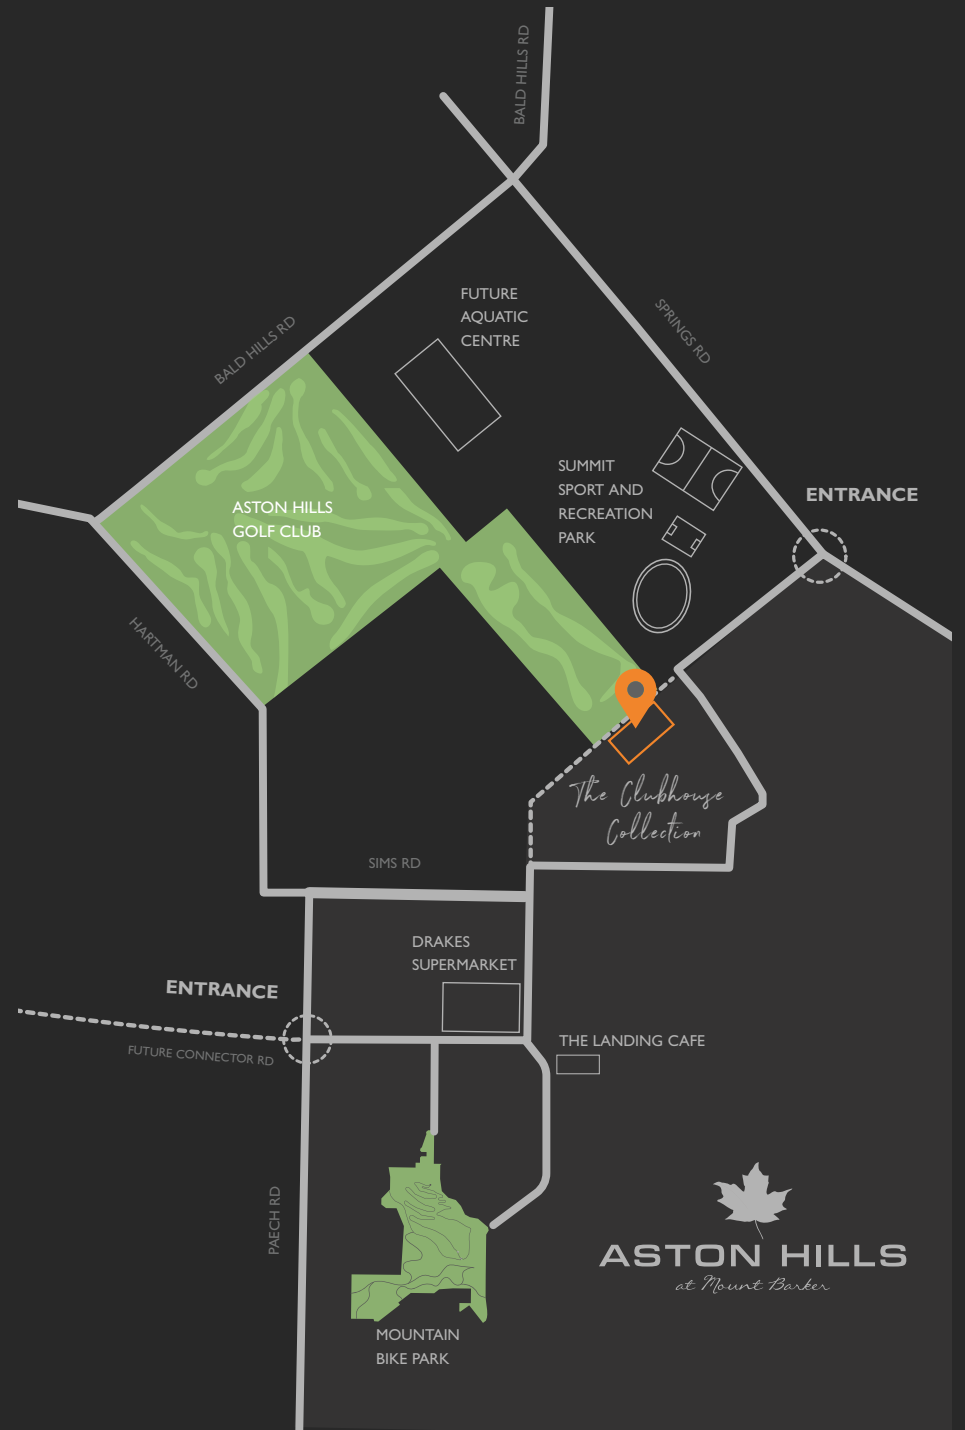 BALD HILLS RD
FUTURE
AQUATIC
CENTRE
SPRINGS RD
BALD HILLS RD
SUMMIT
SPORT AND
RECREATION
PARK
ENTRANCE
ASTON HILLS
GOLF CLUB
HARTMAN RD
The Clubhouse
Collection
SIMS RD
DRAKES
SUPERMARKET
ENTRANCE
FUTURE CONNECTOR RD
THE LANDING CAFE
PAECH RD
ASTON HILLS
at Mount Barker
MOUNTAIN
BIKE PARK